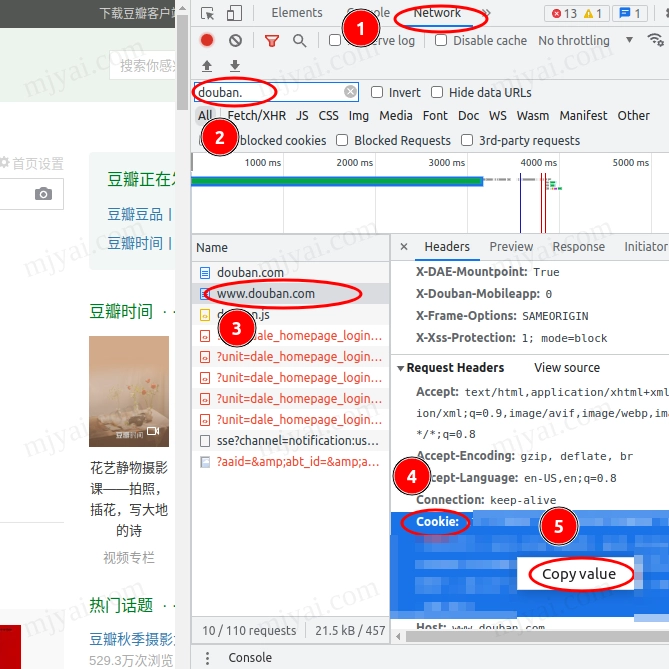 下载豆瓣客户端
搜索你感兴
首页设置
豆瓣正在发
豆瓣豆品 |
豆瓣时间 |
豆瓣时间 · ·
豆瓣时间
花艺静物摄影
课——拍照，
插花，写大地
的诗
视频专栏
热门话题 · ·
豆瓣秋季摄影
529.3万次浏览
Elements
Network
»
13
1
1
1
log
Disable cache
No throttling
douban.
Invert
Hide data URLs
All
Fetch/XHR
JS
CSS
Img
Media
Font
Doc
WS
Wasm
Manifest
Other
2
blocked cookies
Blocked Requests
3rd-party requests
1000 ms
2000 ms
3000 ms
4000 ms
5000 ms
Name
douban.com
www.douban.com
3
?unit=dale_homepage_login...
?unit=dale_homepage_login...
?unit=dale_homepage_login...
?unit=dale_homepage_login...
?unit=dale_homepage_login...
sse?channel=notification:us...
?aaid=&amp;abt_id=&amp;a...
10 / 110 requests
21.5 kB / 457
× Headers Preview Response Initiator
X-DAE-Mountpoint: True
X-Douban-Mobileapp: 0
X-Frame-Options: SAMEORIGIN
X-Xss-Protection: 1; mode=block
Request Headers View source
Accept: text/html,application/xhtml+xml
ion/xml;q=0.9,image/avif,image/webp,im
*/*;q=0.8
Accept-Encoding: gzip, deflate, br
4
Accept-Language: en-US,en;q=0.8
Connection: keep-alive
Cookie:
5
Copy value
Host: www.douban.com
Console
mjyai.com